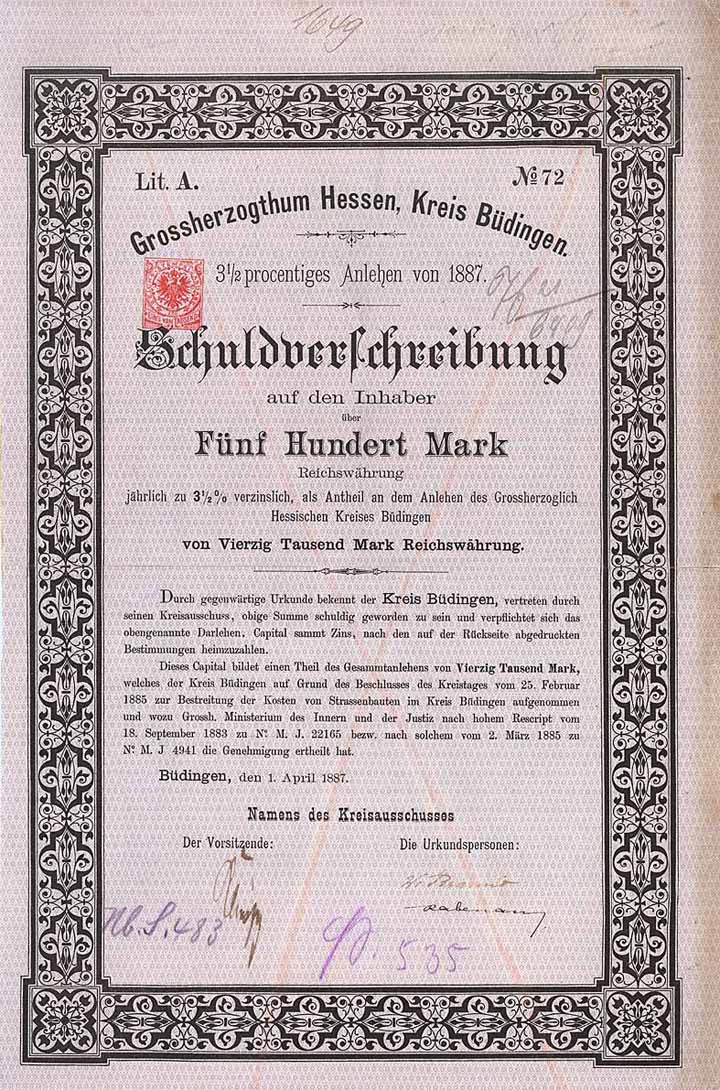 1649
Lit. A.
№ 72
Grossherzogthum Hessen, Kreis Büdingen.
3½ procentiges Anlehen von 1887.
Schuldverschreibung
auf den Inhaber
über
Fünf Hundert Mark
Reichswährung
jährlich zu 3½% verzinslich, als Antheil an dem Anlehen des Grossherzoglich
Hessischen Kreises Büdingen
von Vierzig Tausend Mark Reichswährung.
Durch gegenwärtige Urkunde bekennt der Kreis Büdingen, vertreten durch
seinen Kreisausschuss, obige Summe schuldig geworden zu sein und verpflichtet sich das
obengenannte Darlehen, Capital sammt Zins, nach den auf der Rückseite abgedruckten
Bestimmungen heimzuzahlen.
Dieses Capital bildet einen Theil des Gesammtanlehens von Vierzig Tausend Mark,
welches der Kreis Büdingen auf Grund des Beschlusses des Kreistages vom 25. Februar
1885 zur Bestreitung der Kosten von Strassenbauten im Kreis Büdingen aufgenommen
und wozu Grossh. Ministerium des Innern und der Justiz nach hohem Rescript vom
18. September 1883 zu Nº M. J. 22165 bezw. nach solchem vom 2. März 1885 zu
Nº M. J 4941 die Genehmigung ertheilt hat.
Büdingen, den 1. April 1887.
Namens des Kreisausschusses
Der Vorsitzende:
Die Urkundspersonen:
Nb. S. 483
535